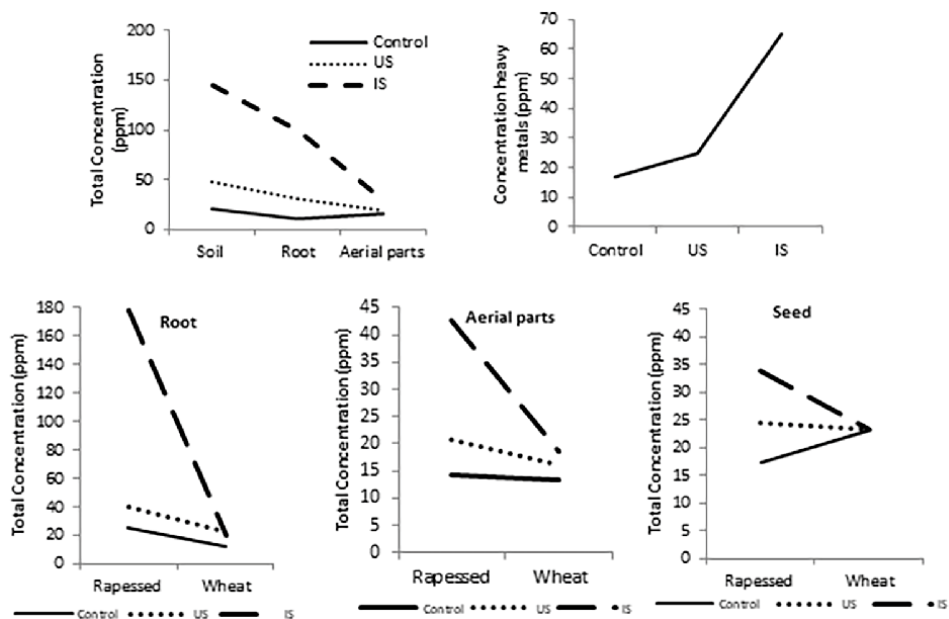 Total Concentration (ppm)
200
150
100
50
0
Control
US
IS
Soil Root Aerial parts
Concentration heavy metals (ppm)
70
60
50
40
30
20
10
0
Control US IS
Total Concentration (ppm)
180
160
140
120
100
80
60
40
20
0
Root
Rapessed Wheat
Control US IS
Total Concentration (ppm)
45
40
35
30
25
20
15
10
5
0
Aerial parts
Rapessed Wheat
Control US IS
Total Concentration (ppm)
45
40
35
30
25
20
15
10
5
0
Seed
Rapessed Wheat
Control US IS